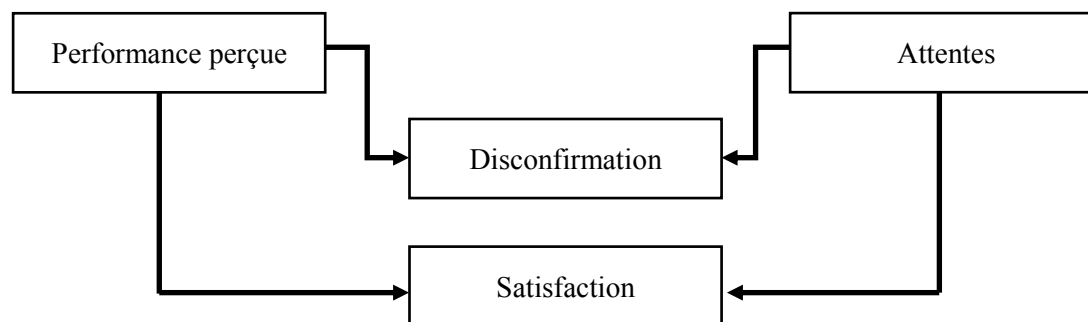 Performance perçue
Attentes
Disconfirmation
Satisfaction